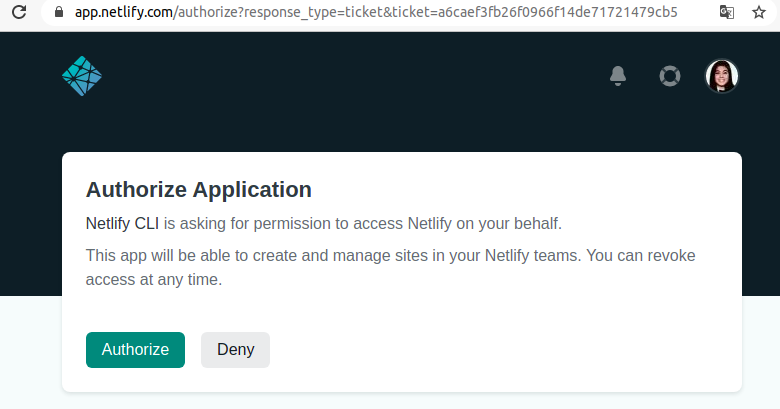 app.netlify.com/authorize?response_type=ticket&ticket=a6caef3fb26f0966f14de71721479cb5
Authorize Application
Netlify CLI is asking for permission to access Netlify on your behalf.
This app will be able to create and manage sites in your Netlify teams. You can revoke
access at any time.
Authorize Deny